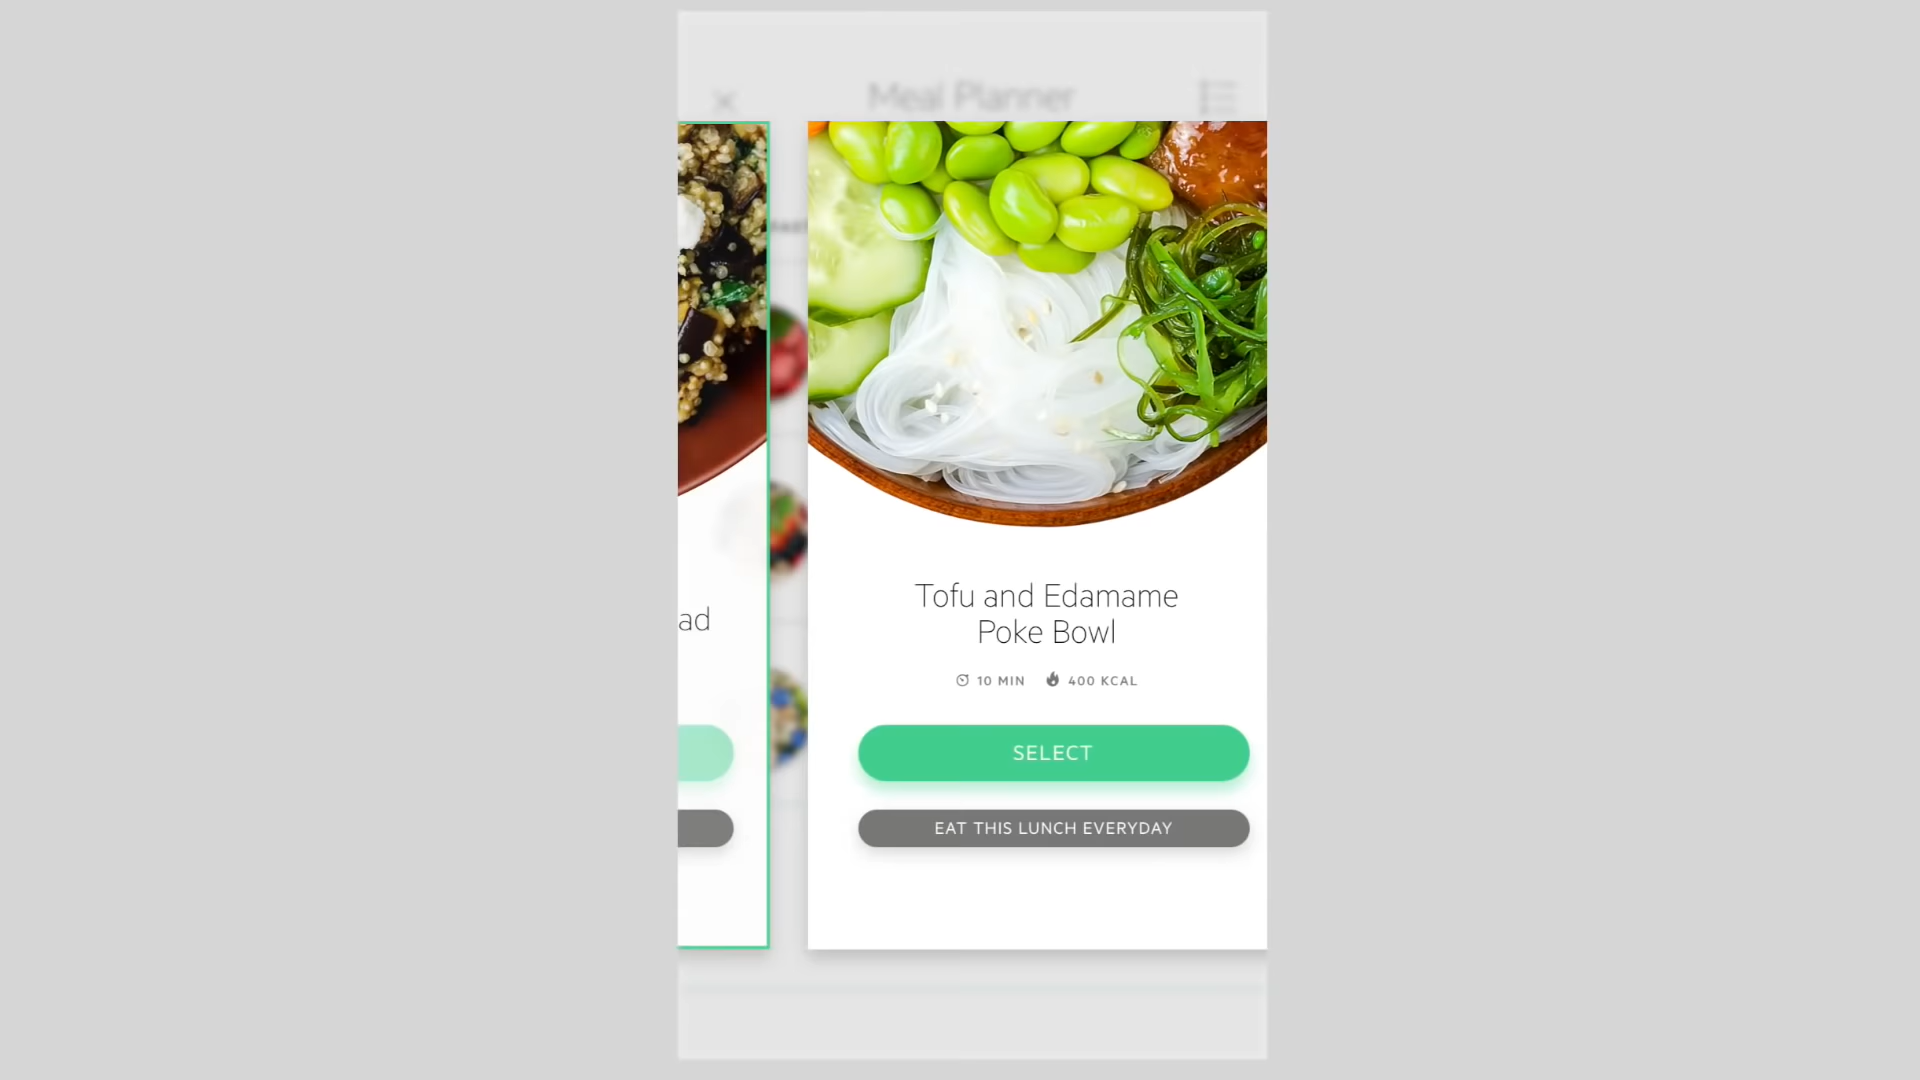 Meal Planner
Tofu and Edamame
Poke Bowl
ad
10 MIN 400 KCAL
SELECT
EAT THIS LUNCH EVERYDAY